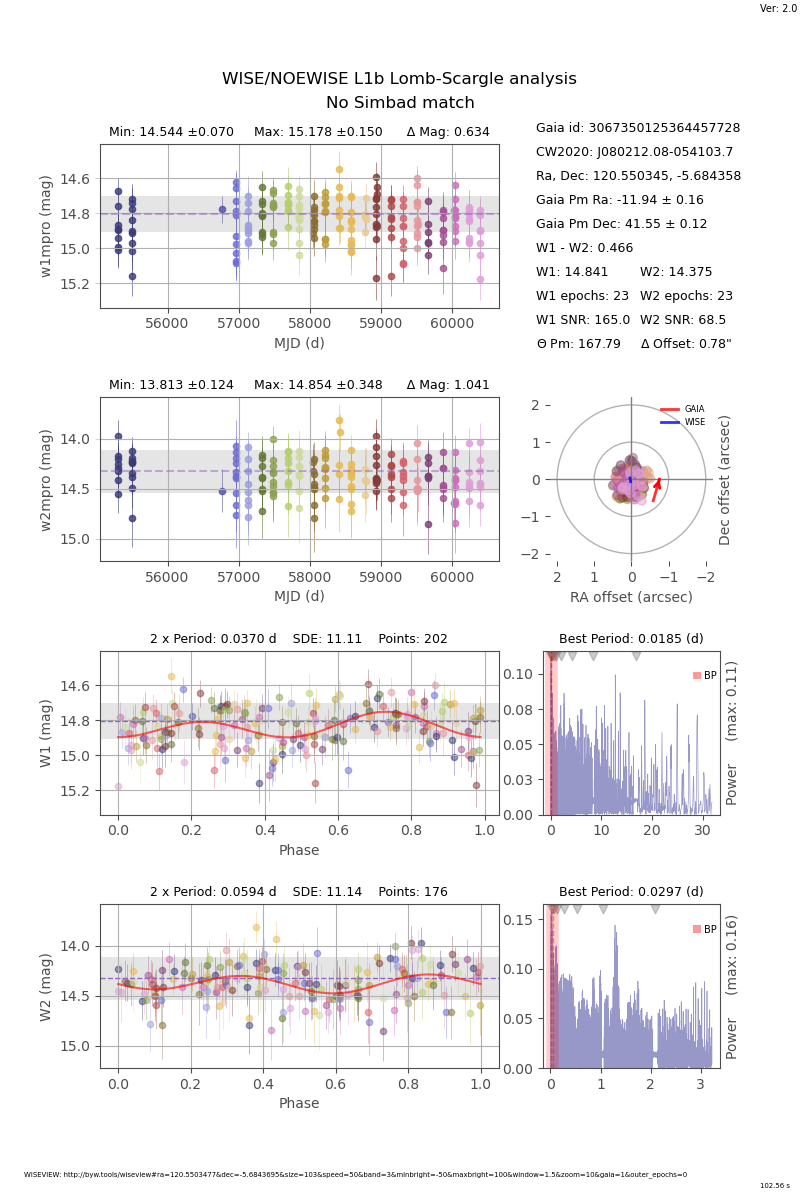 Ver: 2.0
WISE/NOEWISE L1b Lomb-Scargle analysis
No Simbad match
Min: 14.544 ±0.070 Max: 15.178 ±0.150 Δ Mag: 0.634
14.6
14.8
15.0
15.2
w1mpro (mag)
56000 57000 58000 59000 60000
MJD (d)
Gaia id: 3067350125364457728
CW2020: J080212.08-054103.7
Ra, Dec: 120.550345, -5.684358
Gaia Pm Ra: -11.94 ± 0.16
Gaia Pm Dec: 41.55 ± 0.12
W1 - W2: 0.466
W1: 14.841 W2: 14.375
W1 epochs: 23 W2 epochs: 23
W1 SNR: 165.0 W2 SNR: 68.5
Θ Pm: 167.79 Δ Offset: 0.78"
Min: 13.813 ±0.124 Max: 14.854 ±0.348 Δ Mag: 1.041
14.0
14.5
15.0
w2mpro (mag)
56000 57000 58000 59000 60000
MJD (d)
GAIA
WISE
2
1
0
−1
−2
Dec offset (arcsec)
2 1 0 −1 −2
RA offset (arcsec)
2 x Period: 0.0370 d SDE: 11.11 Points: 202
14.6
14.8
15.0
15.2
W1 (mag)
0.0 0.2 0.4 0.6 0.8 1.0
Phase
Best Period: 0.0185 (d)
BP
0.10
0.08
0.05
0.03
0.00
Power (max: 0.11)
0 10 20 30
2 x Period: 0.0594 d SDE: 11.14 Points: 176
14.0
14.5
15.0
W2 (mag)
0.0 0.2 0.4 0.6 0.8 1.0
Phase
Best Period: 0.0297 (d)
BP
0.15
0.10
0.05
0.00
Power (max: 0.16)
0 1 2 3
WISEVIEW: http://byw.tools/wiseview#ra=120.5503477&dec=-5.6843695&size=103&speed=50&band=3&minbright=-50&maxbright=100&window=1.5&zoom=10&gaia=1&outer_epochs=0
102.56 s